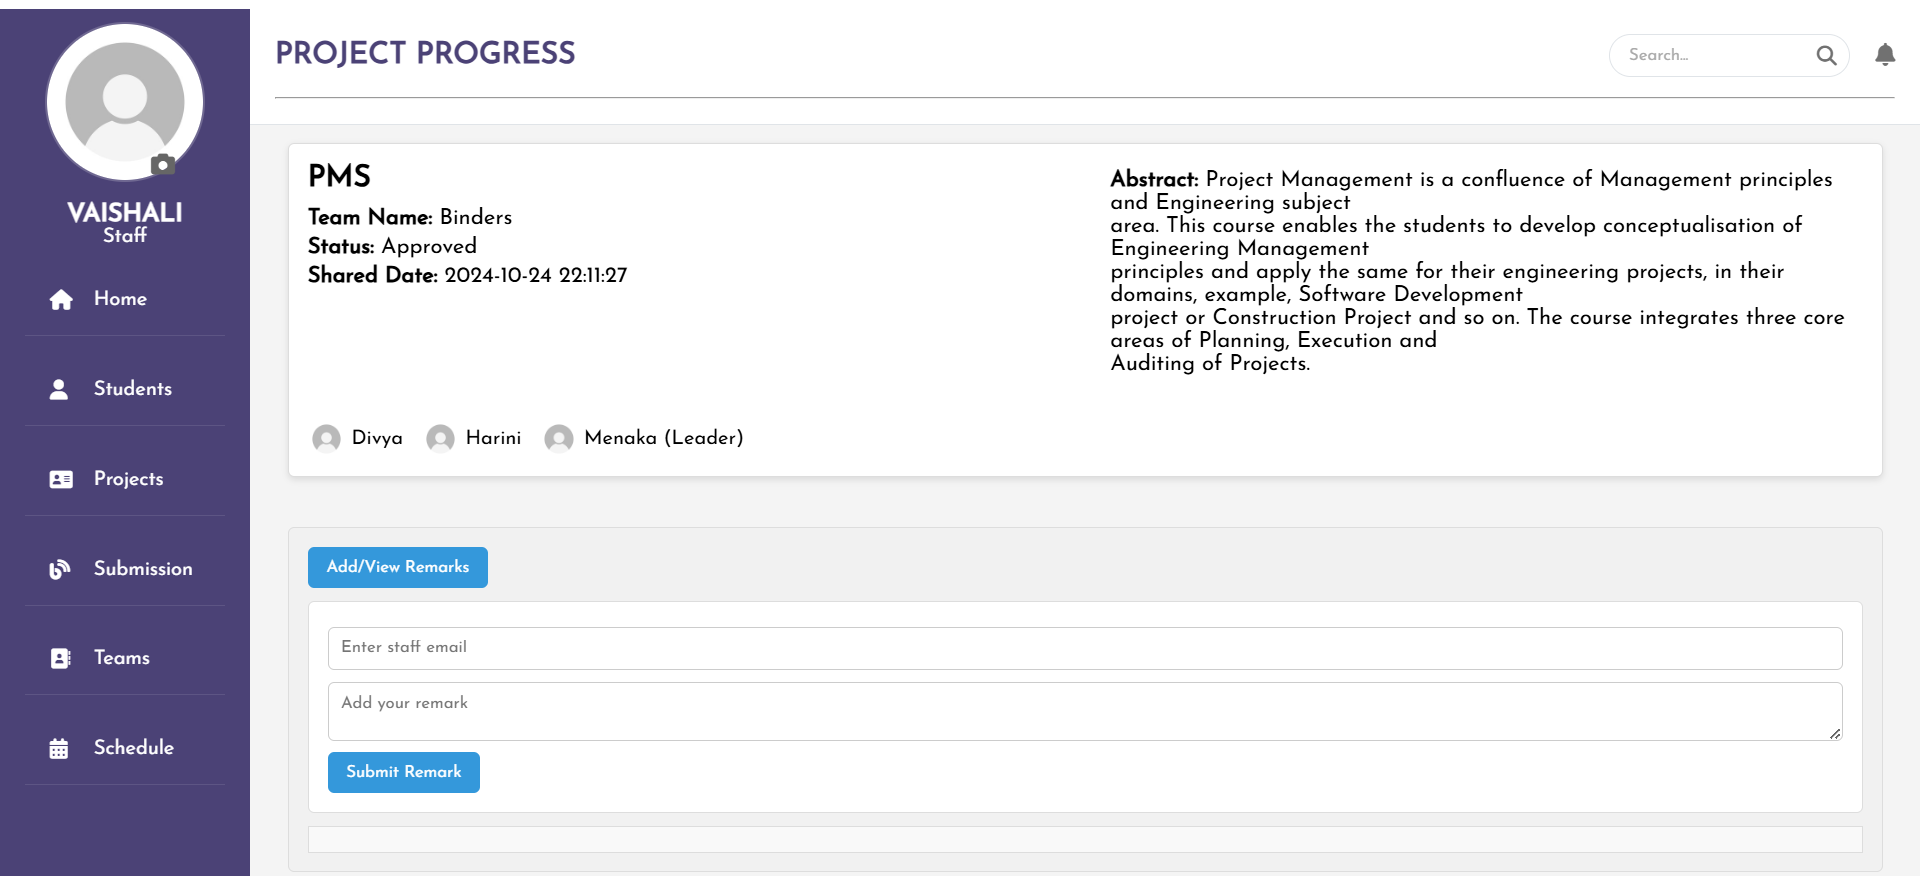 VAISHALI
Staff
Home
Students
Projects
Submission
Teams
Schedule
PROJECT PROGRESS
Search...
PMS
Team Name: Binders
Status: Approved
Shared Date: 2024-10-24 22:11:27
Divya
Harini
Menaka (Leader)
Abstract: Project Management is a confluence of Management principles
and Engineering subject
area. This course enables the students to develop conceptualisation of
Engineering Management
principles and apply the same for their engineering projects, in their
domains, example, Software Development
project or Construction Project and so on. The course integrates three core
areas of Planning, Execution and
Auditing of Projects.
Add/View Remarks
Enter staff email
Add your remark
Submit Remark